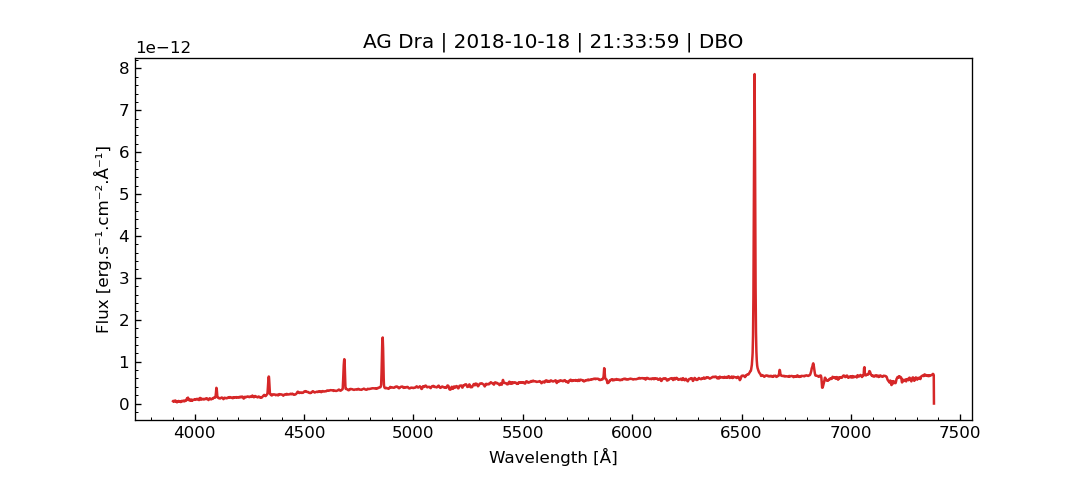 AG Dra | 2018-10-18 | 21:33:59 | DBO
1e−12
8
7
6
5
4
3
2
1
0
Flux [erg.s⁻¹.cm⁻².Å⁻¹]
4000 4500 5000 5500 6000 6500 7000 7500
Wavelength [Å]